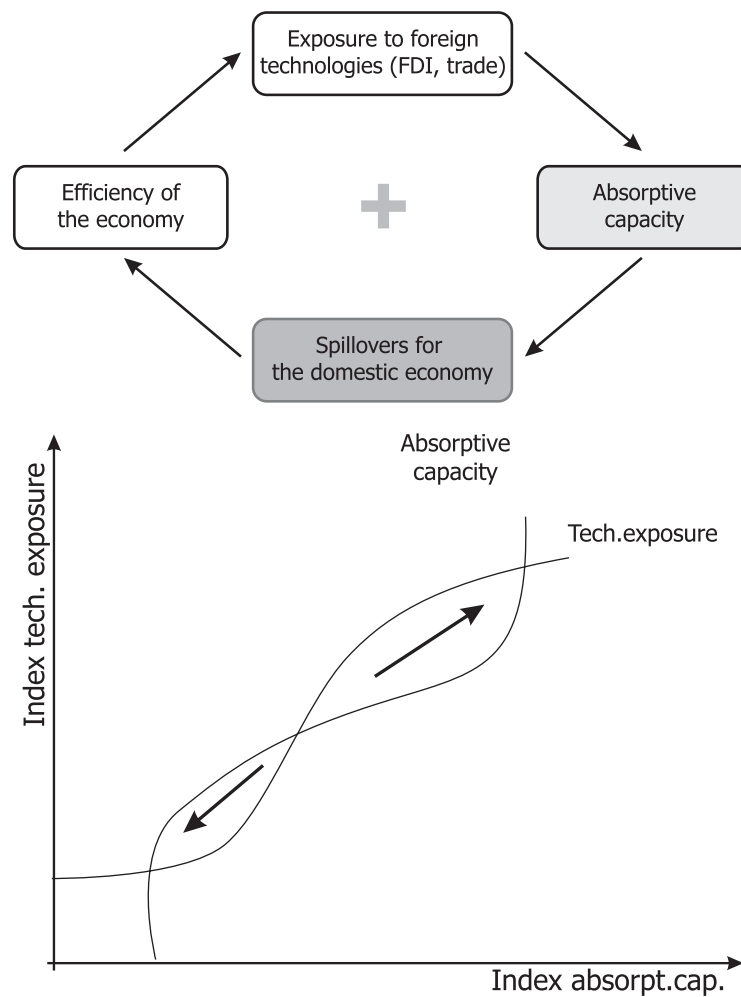 Exposure to foreign
technologies (FDI, trade)
Efficiency of
the economy
+
Absorptive
capacity
Spillovers for
the domestic economy
Absorptive
capacity
Tech.exposure
Index tech. exposure
Index absorpt.cap.